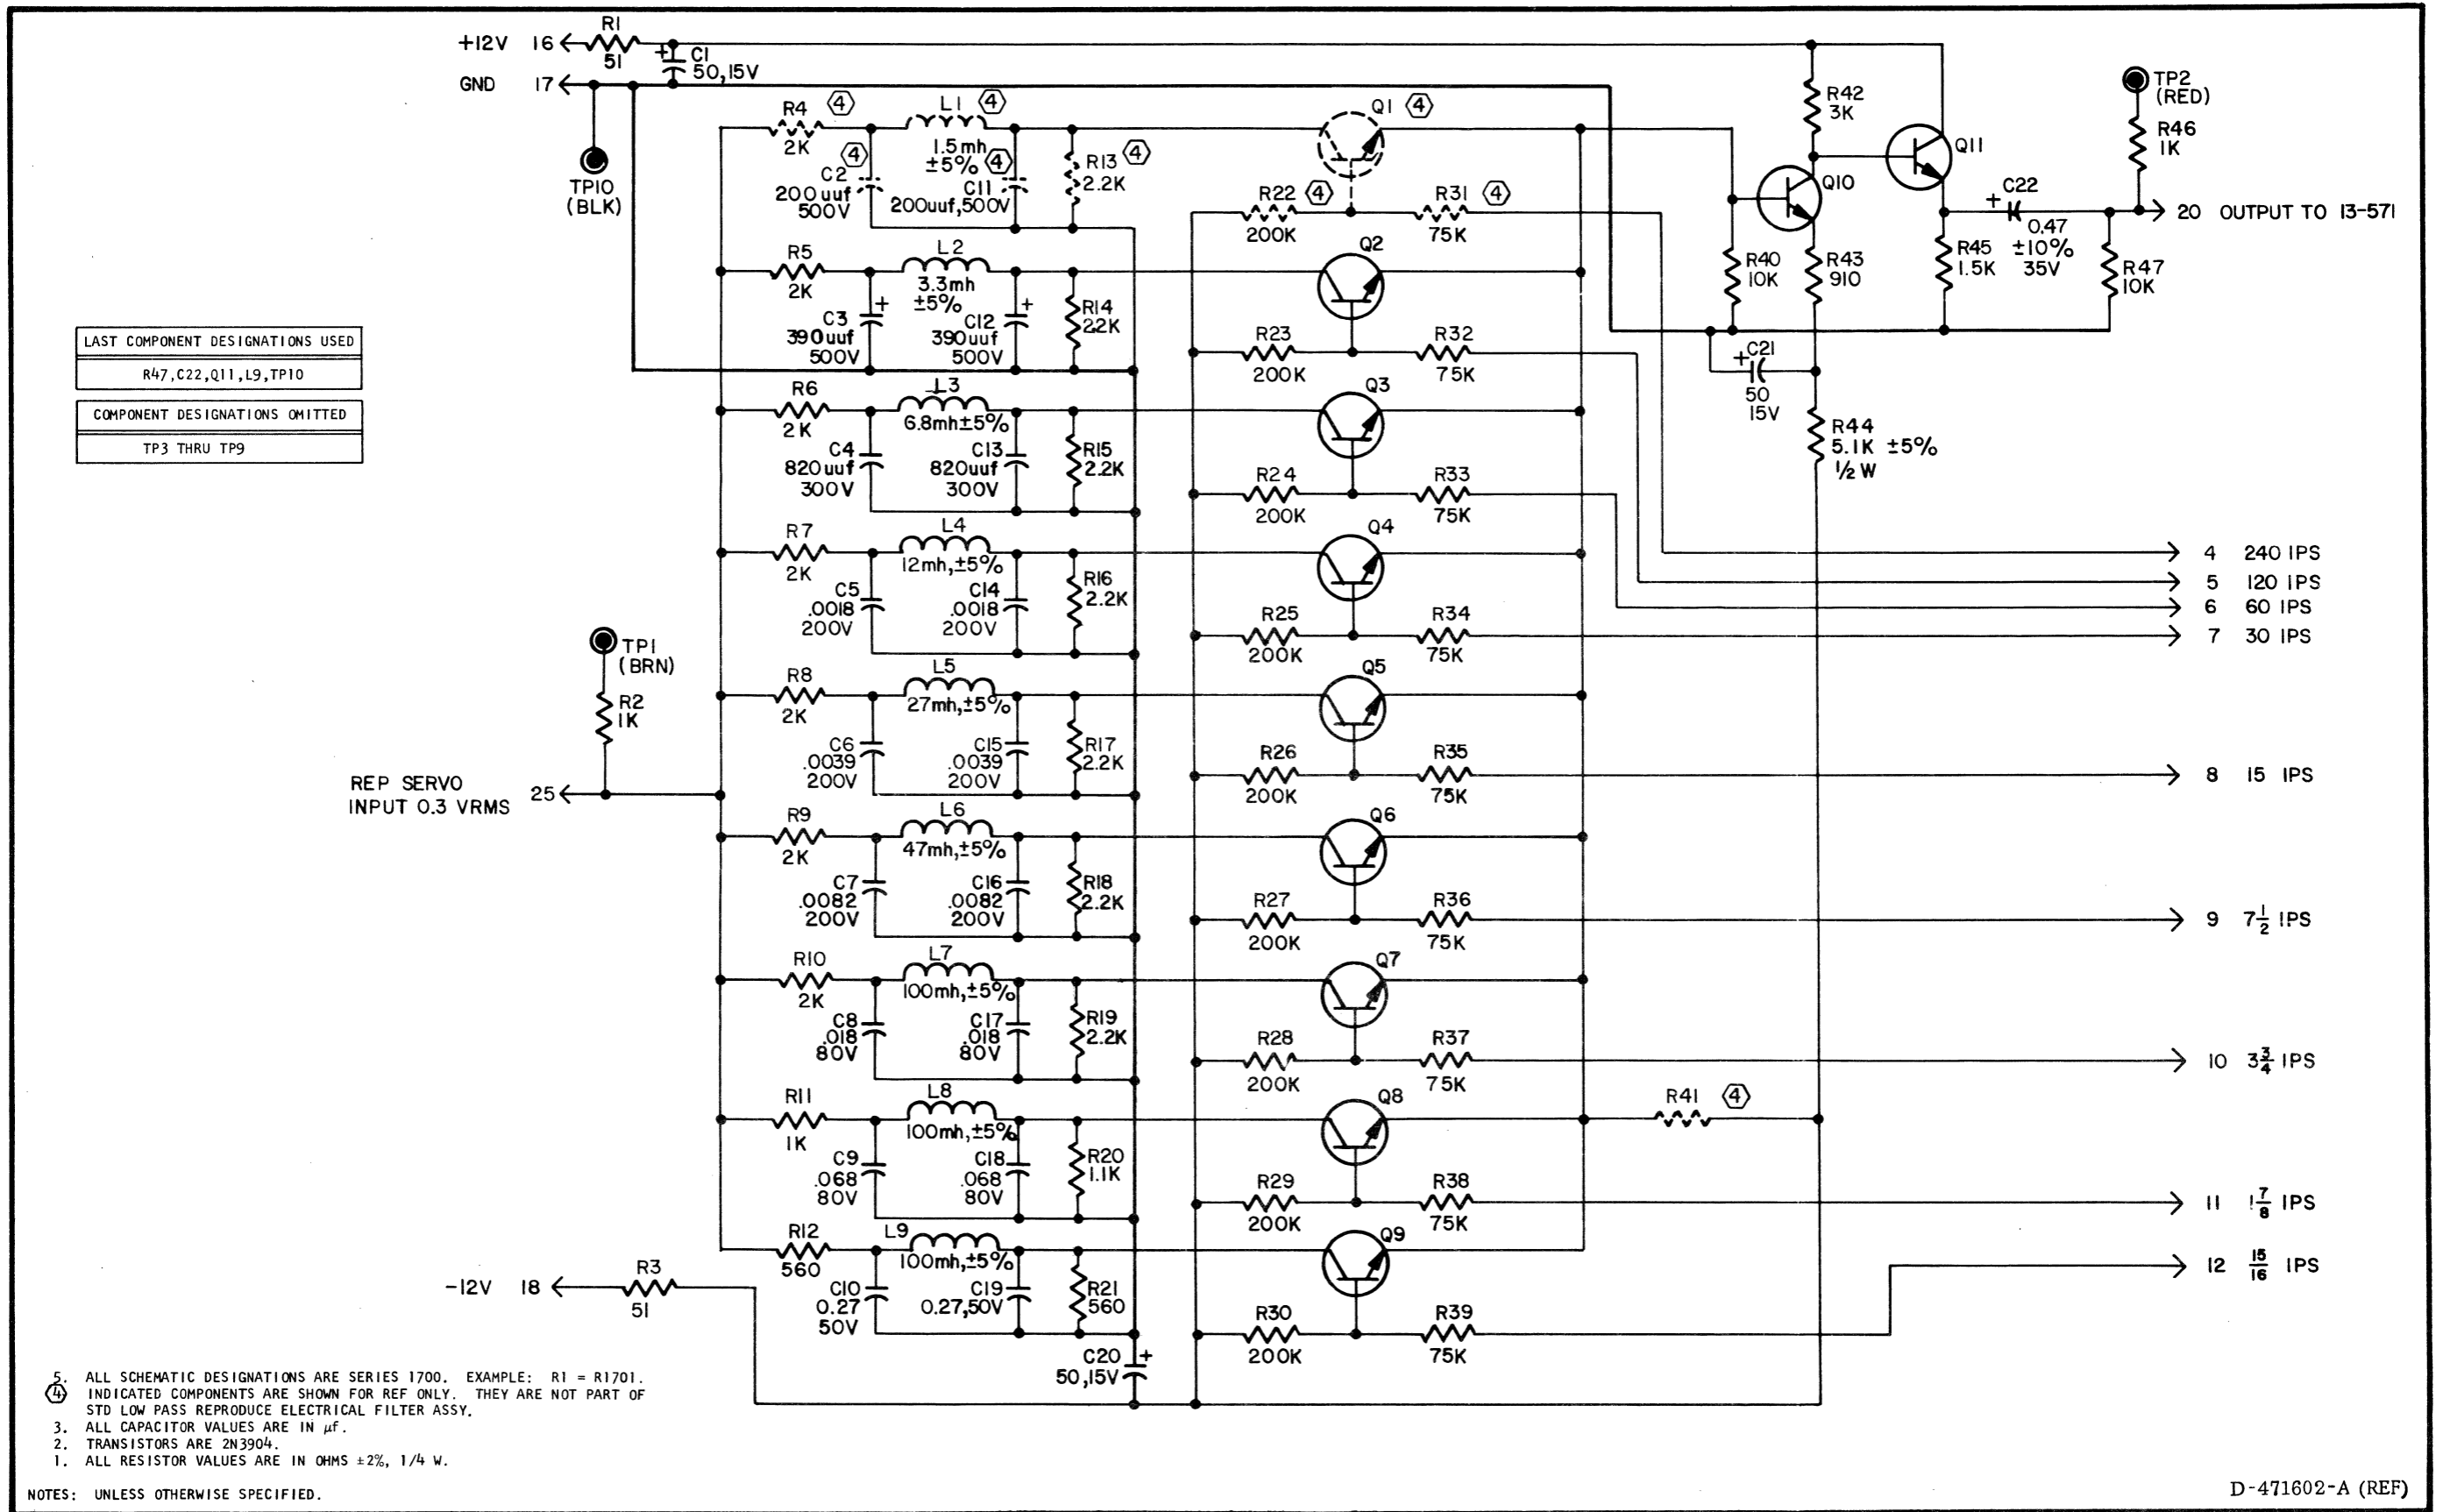 +12V 16
R1
51
+
C1
50,15V
GND 17
TP10
(BLK)
R4 4
2K
L1 4
1.5mh
±5%
4
C2
200uuf
500V
4
C11
200uuf,500V
R13 4
2.2K
Q1 4
R22 4
200K
R31 4
75K
R42
3K
Q10
Q11
TP2
(RED)
R46
1K
+ C22
0.47
±10%
35V
20 OUTPUT TO 13-571
R40
10K
R43
910
R45
1.5K
R47
10K
+ C21
50
15V
R44
5.1K ±5%
1/2 W
R5
2K
L2
3.3mh
±5%
C3 +
390uuf
500V
C12 +
390uuf
500V
R14
22K
Q2
R23
200K
R32
75K
LAST COMPONENT DESIGNATIONS USED
R47,C22,Q11,L9,TP10
COMPONENT DESIGNATIONS OMITTED
TP3 THRU TP9
R6
2K
L3
6.8mh±5%
C4
820uuf
300V
C13
820uuf
300V
R15
2.2K
Q3
R24
200K
R33
75K
R7
2K
L4
12mh,±5%
C5
.0018
200V
C14
.0018
200V
R16
2.2K
Q4
R25
200K
R34
75K
4 240 IPS
5 120 IPS
6 60 IPS
7 30 IPS
TP1
(BRN)
R2
1K
REP SERVO
INPUT 0.3 VRMS 25
R8
2K
L5
27mh,±5%
C6
.0039
200V
C15
.0039
200V
R17
2.2K
Q5
R26
200K
R35
75K
8 15 IPS
R9
2K
L6
47mh,±5%
C7
.0082
200V
C16
.0082
200V
R18
2.2K
Q6
R27
200K
R36
75K
9 7 1/2 IPS
R10
2K
L7
100mh,±5%
C8
.018
80V
C17
.018
80V
R19
2.2K
Q7
R28
200K
R37
75K
10 3 3/4 IPS
R11
1K
L8
100mh,±5%
C9
.068
80V
C18
.068
80V
R20
1.1K
Q8
R41 4
R29
200K
R38
75K
11 1 7/8 IPS
R12
560
L9
100mh,±5%
C10
0.27
50V
C19
0.27,50V
R21
560
Q9
R30
200K
R39
75K
12 15/16 IPS
-12V 18
R3
51
C20 +
50,15V
5. ALL SCHEMATIC DESIGNATIONS ARE SERIES 1700. EXAMPLE: R1 = R1701.
4 INDICATED COMPONENTS ARE SHOWN FOR REF ONLY. THEY ARE NOT PART OF
STD LOW PASS REPRODUCE ELECTRICAL FILTER ASSY.
3. ALL CAPACITOR VALUES ARE IN µf.
2. TRANSISTORS ARE 2N3904.
1. ALL RESISTOR VALUES ARE IN OHMS ±2%, 1/4 W.
NOTES: UNLESS OTHERWISE SPECIFIED.
D-471602-A (REF)